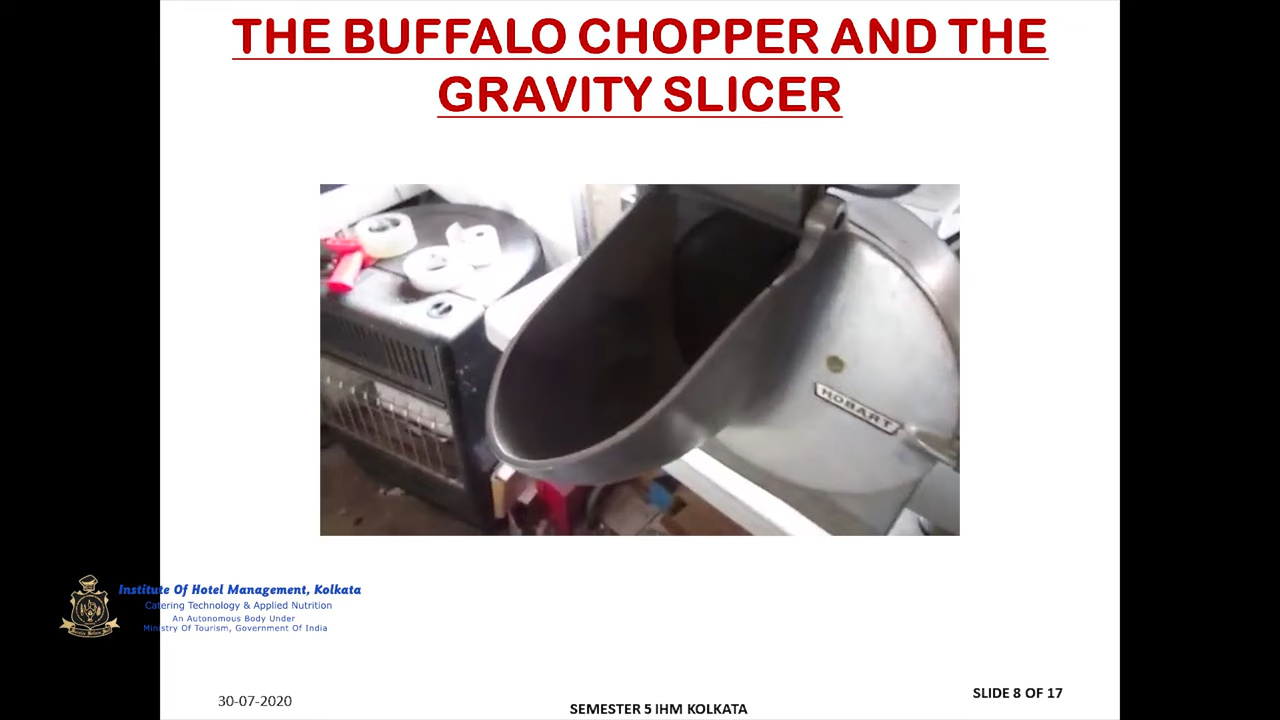 THE BUFFALO CHOPPER AND THE
GRAVITY SLICER
HOBART
Institute Of Hotel Management, Kolkata
Catering Technology & Applied Nutrition
An Autonomous Body Under
Ministry Of Tourism, Government Of India
30-07-2020
SEMESTER 5 IHM KOLKATA
SLIDE 8 OF 17